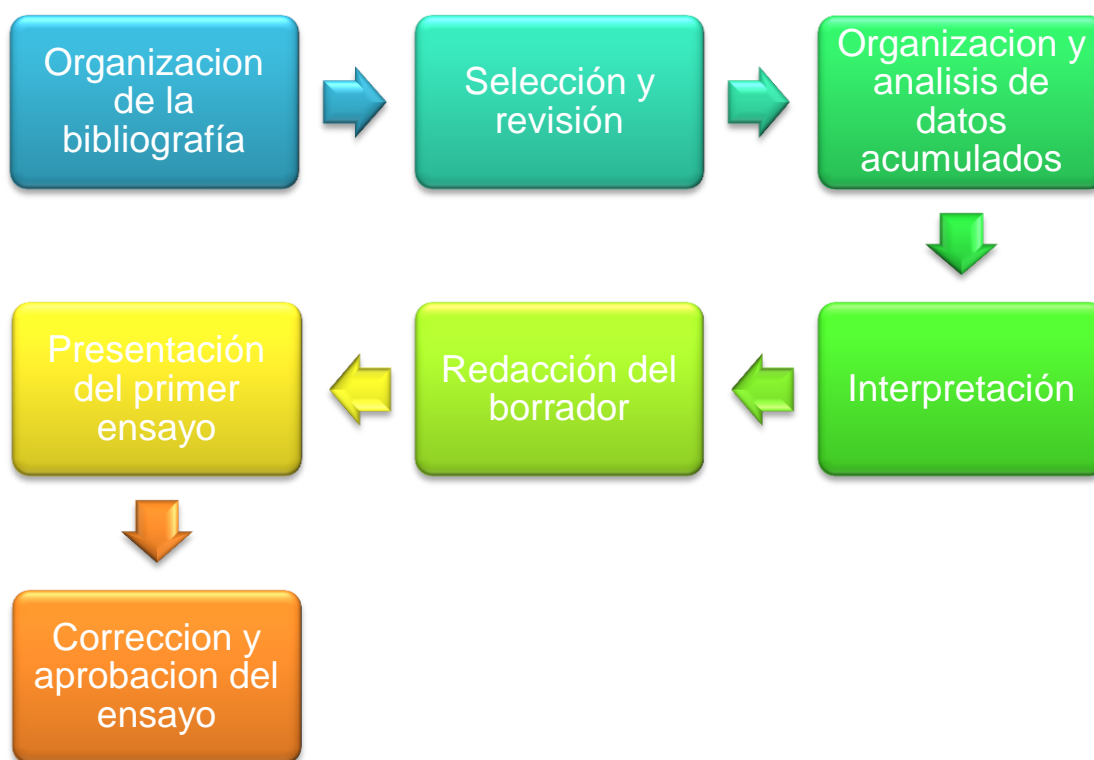 Organizacion
de la
bibliografía
Selección y
revisión
Organizacion y
analisis de
datos
acumulados
Interpretación
Redacción del
borrador
Presentación
del primer
ensayo
Correccion y
aprobacion del
ensayo